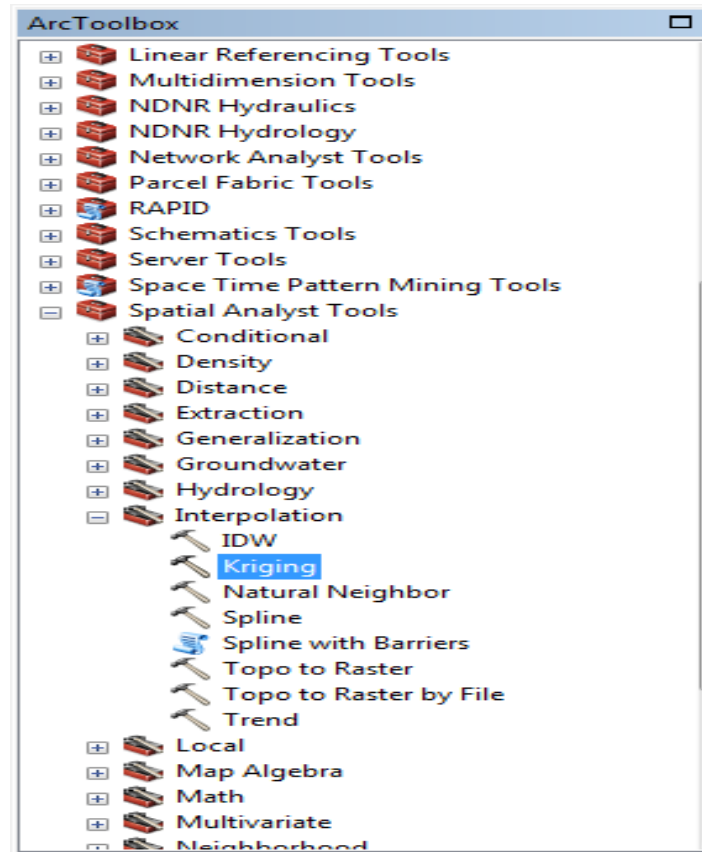 ArcToolbox
Linear Referencing Tools
Multidimension Tools
NDNR Hydraulics
NDNR Hydrology
Network Analyst Tools
Parcel Fabric Tools
RAPID
Schematics Tools
Server Tools
Space Time Pattern Mining Tools
Spatial Analyst Tools
Conditional
Density
Distance
Extraction
Generalization
Groundwater
Hydrology
Interpolation
IDW
Kriging
Natural Neighbor
Spline
Spline with Barriers
Topo to Raster
Topo to Raster by File
Trend
Local
Map Algebra
Math
Multivariate
Neighborhood